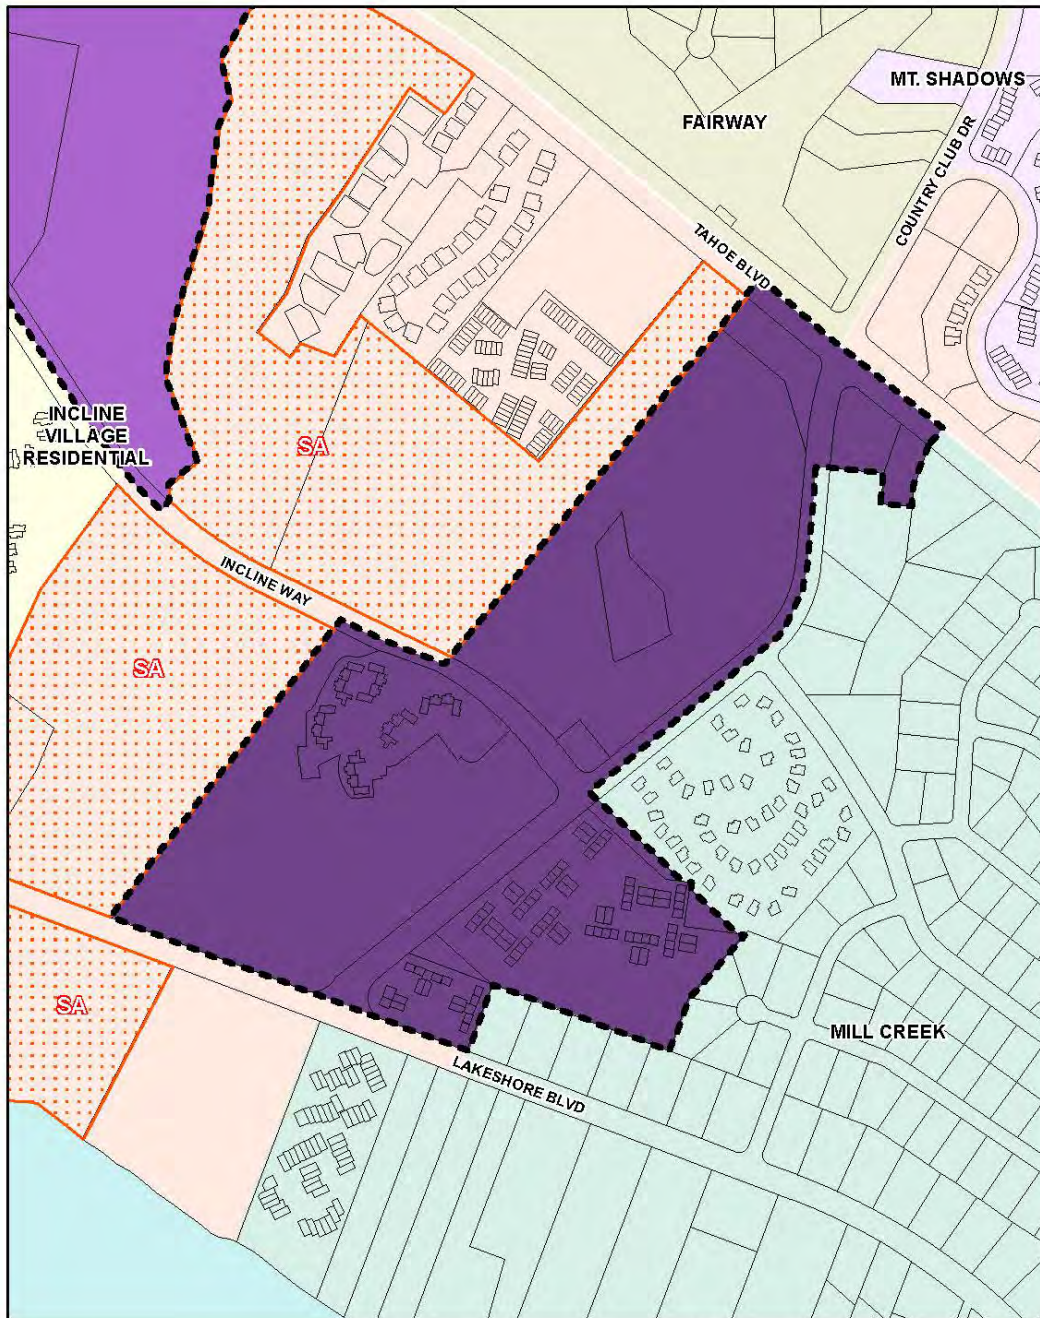 MT. SHADOWS
FAIRWAY
COUNTRY CLUB DR
TAHOE BLVD
INCLINE
VILLAGE
RESIDENTIAL
SA
INCLINE WAY
SA
SA
MILL CREEK
LAKESHORE BLVD